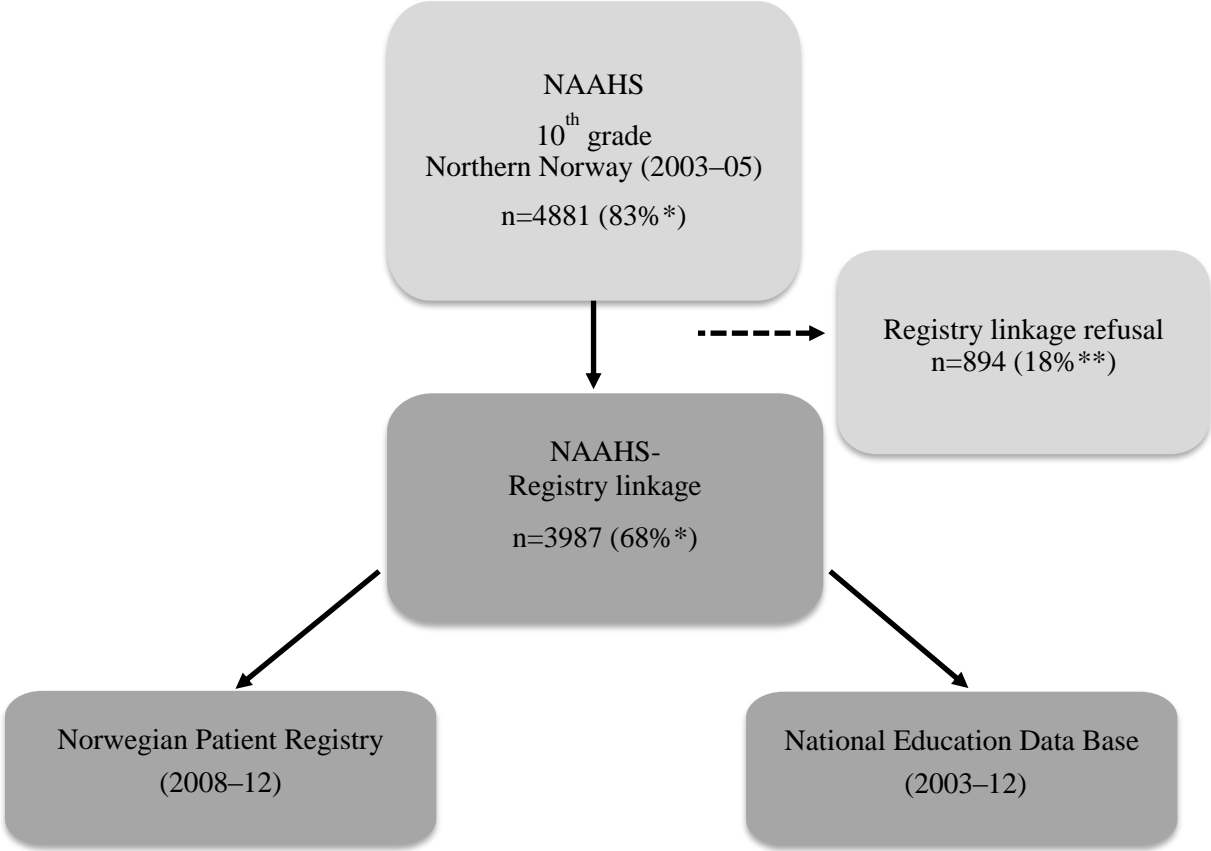 NAAHS
10th grade
Northern Norway (2003–05)
n=4881 (83%*)
Registry linkage refusal
n=894 (18%**)
NAAHS-
Registry linkage
n=3987 (68%*)
Norwegian Patient Registry
(2008–12)
National Education Data Base
(2003–12)